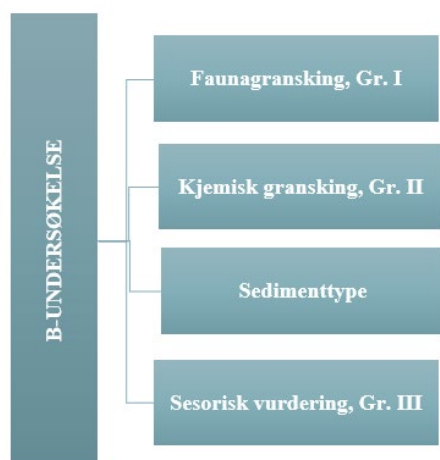 B-UNDERSØKELSE
Faunagransking, Gr. I
Kjemisk gransking, Gr. II
Sedimenttype
Sesorisk vurdering, Gr. III